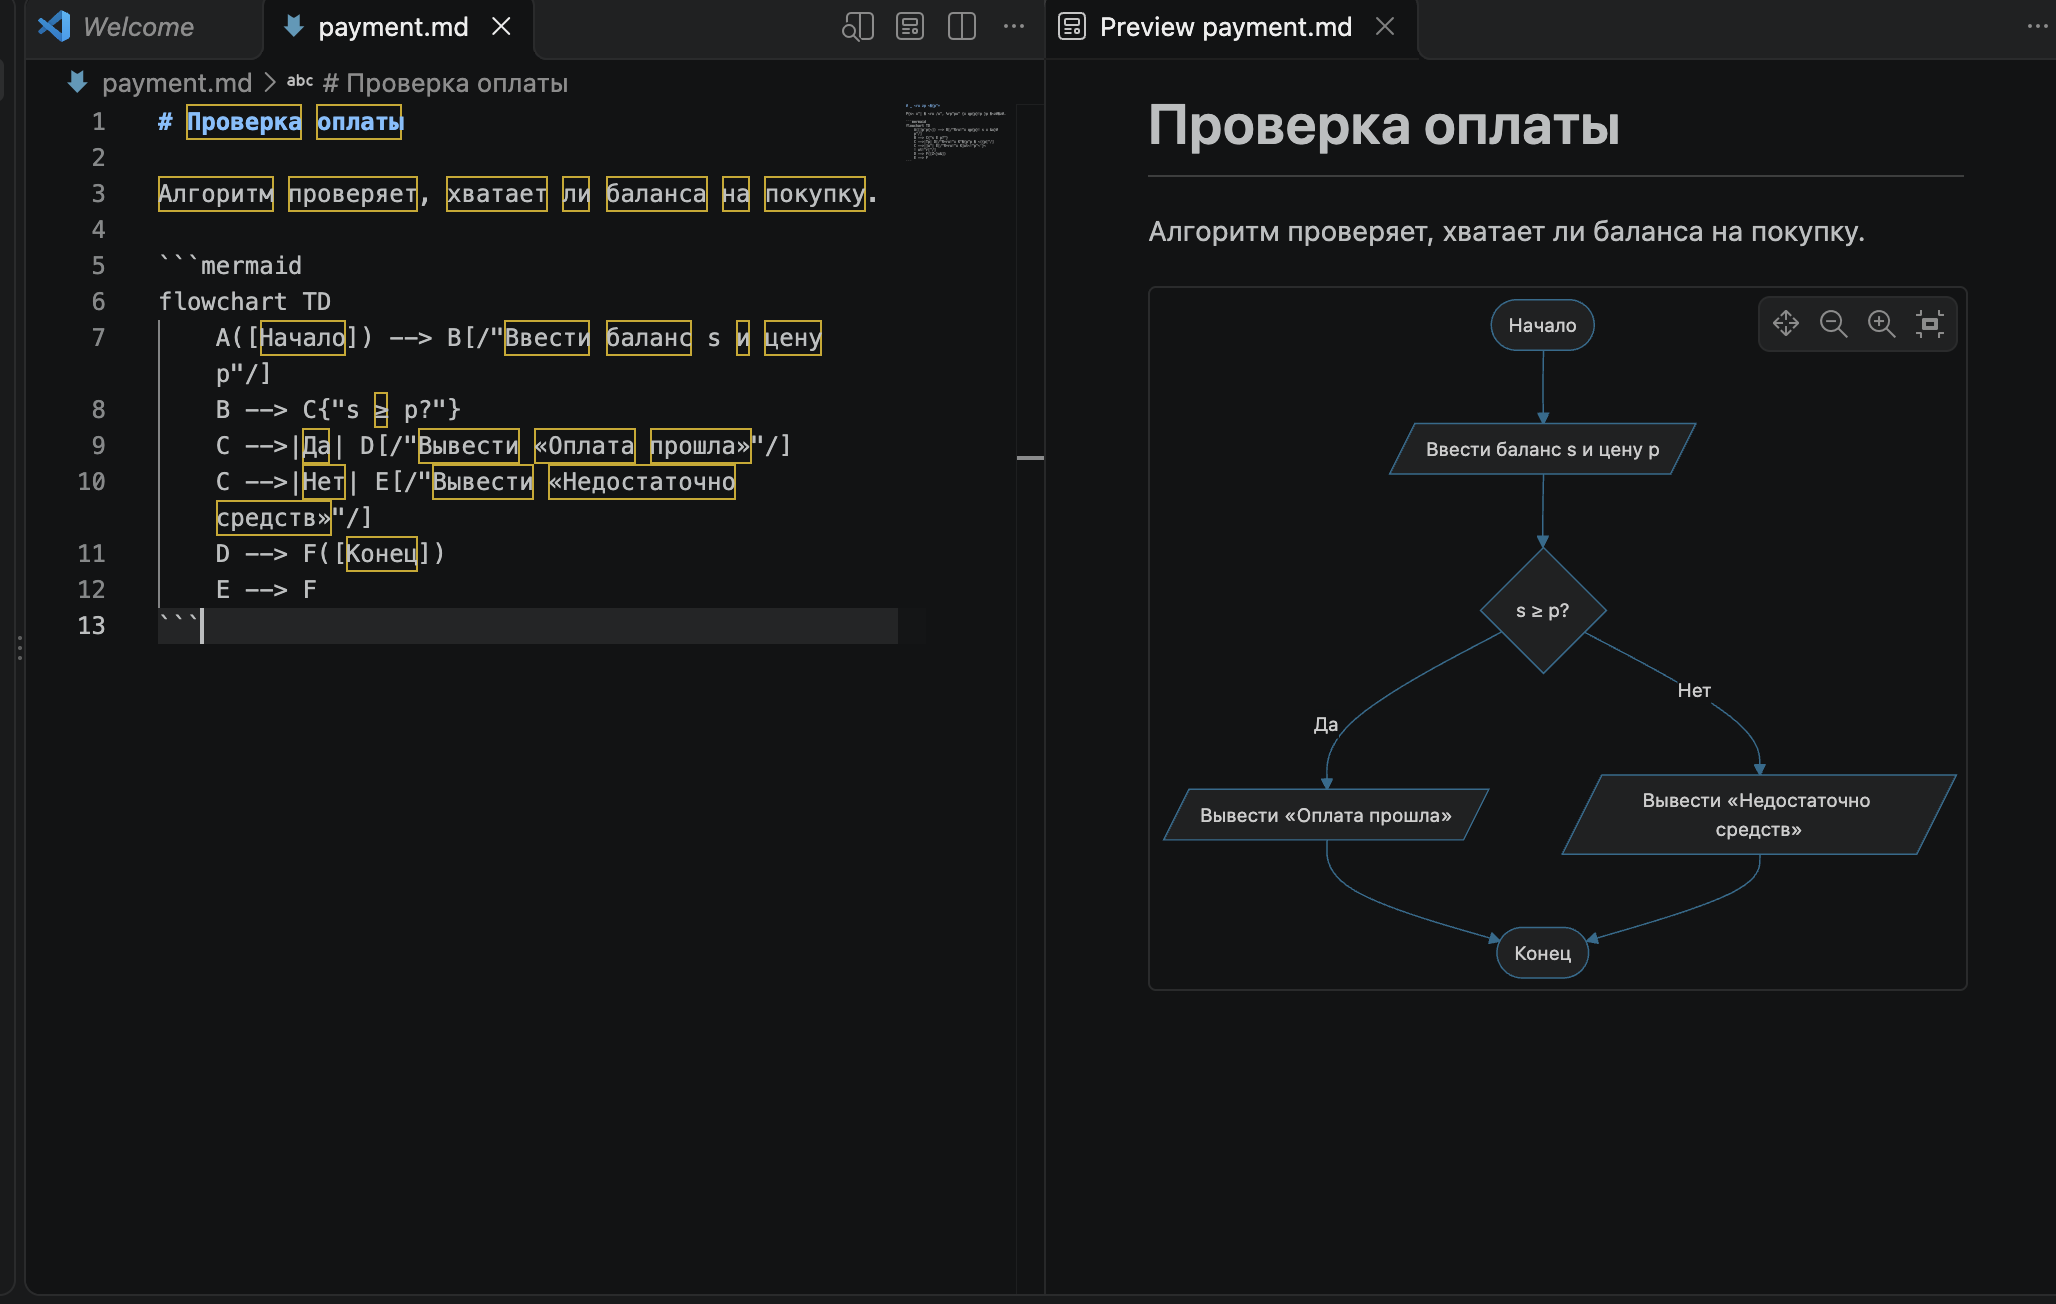 Welcome
payment.md
payment.md > abc # Проверка оплаты
1 # Проверка оплаты
2
3 Алгоритм проверяет, хватает ли баланса на покупку.
4
5 ```mermaid
6 flowchart TD
7 A([Начало]) --> B[/"Ввести баланс s и цену
p"/]
8 B --> C{"s ≥ p?"}
9 C -->|Да| D[/"Вывести «Оплата прошла»"/]
10 C -->|Нет| E[/"Вывести «Недостаточно
средств»"/]
11 D --> F([Конец])
12 E --> F
13 ```
Preview payment.md
Проверка оплаты
Алгоритм проверяет, хватает ли баланса на покупку.
Начало
Ввести баланс s и цену p
s ≥ p?
Нет
Да
Вывести «Оплата прошла»
Вывести «Недостаточно
средств»
Конец